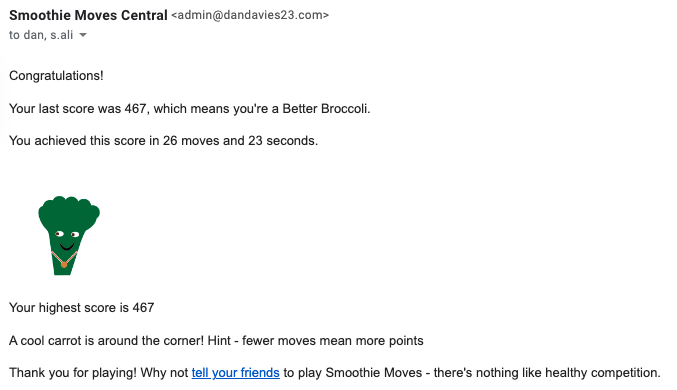 Smoothie Moves Central <admin@dandavies23.com>
to dan, s.ali
Congratulations!
Your last score was 467, which means you're a Better Broccoli.
You achieved this score in 26 moves and 23 seconds.
Your highest score is 467
A cool carrot is around the corner! Hint - fewer moves mean more points
Thank you for playing! Why not tell your friends to play Smoothie Moves - there's nothing like healthy competition.